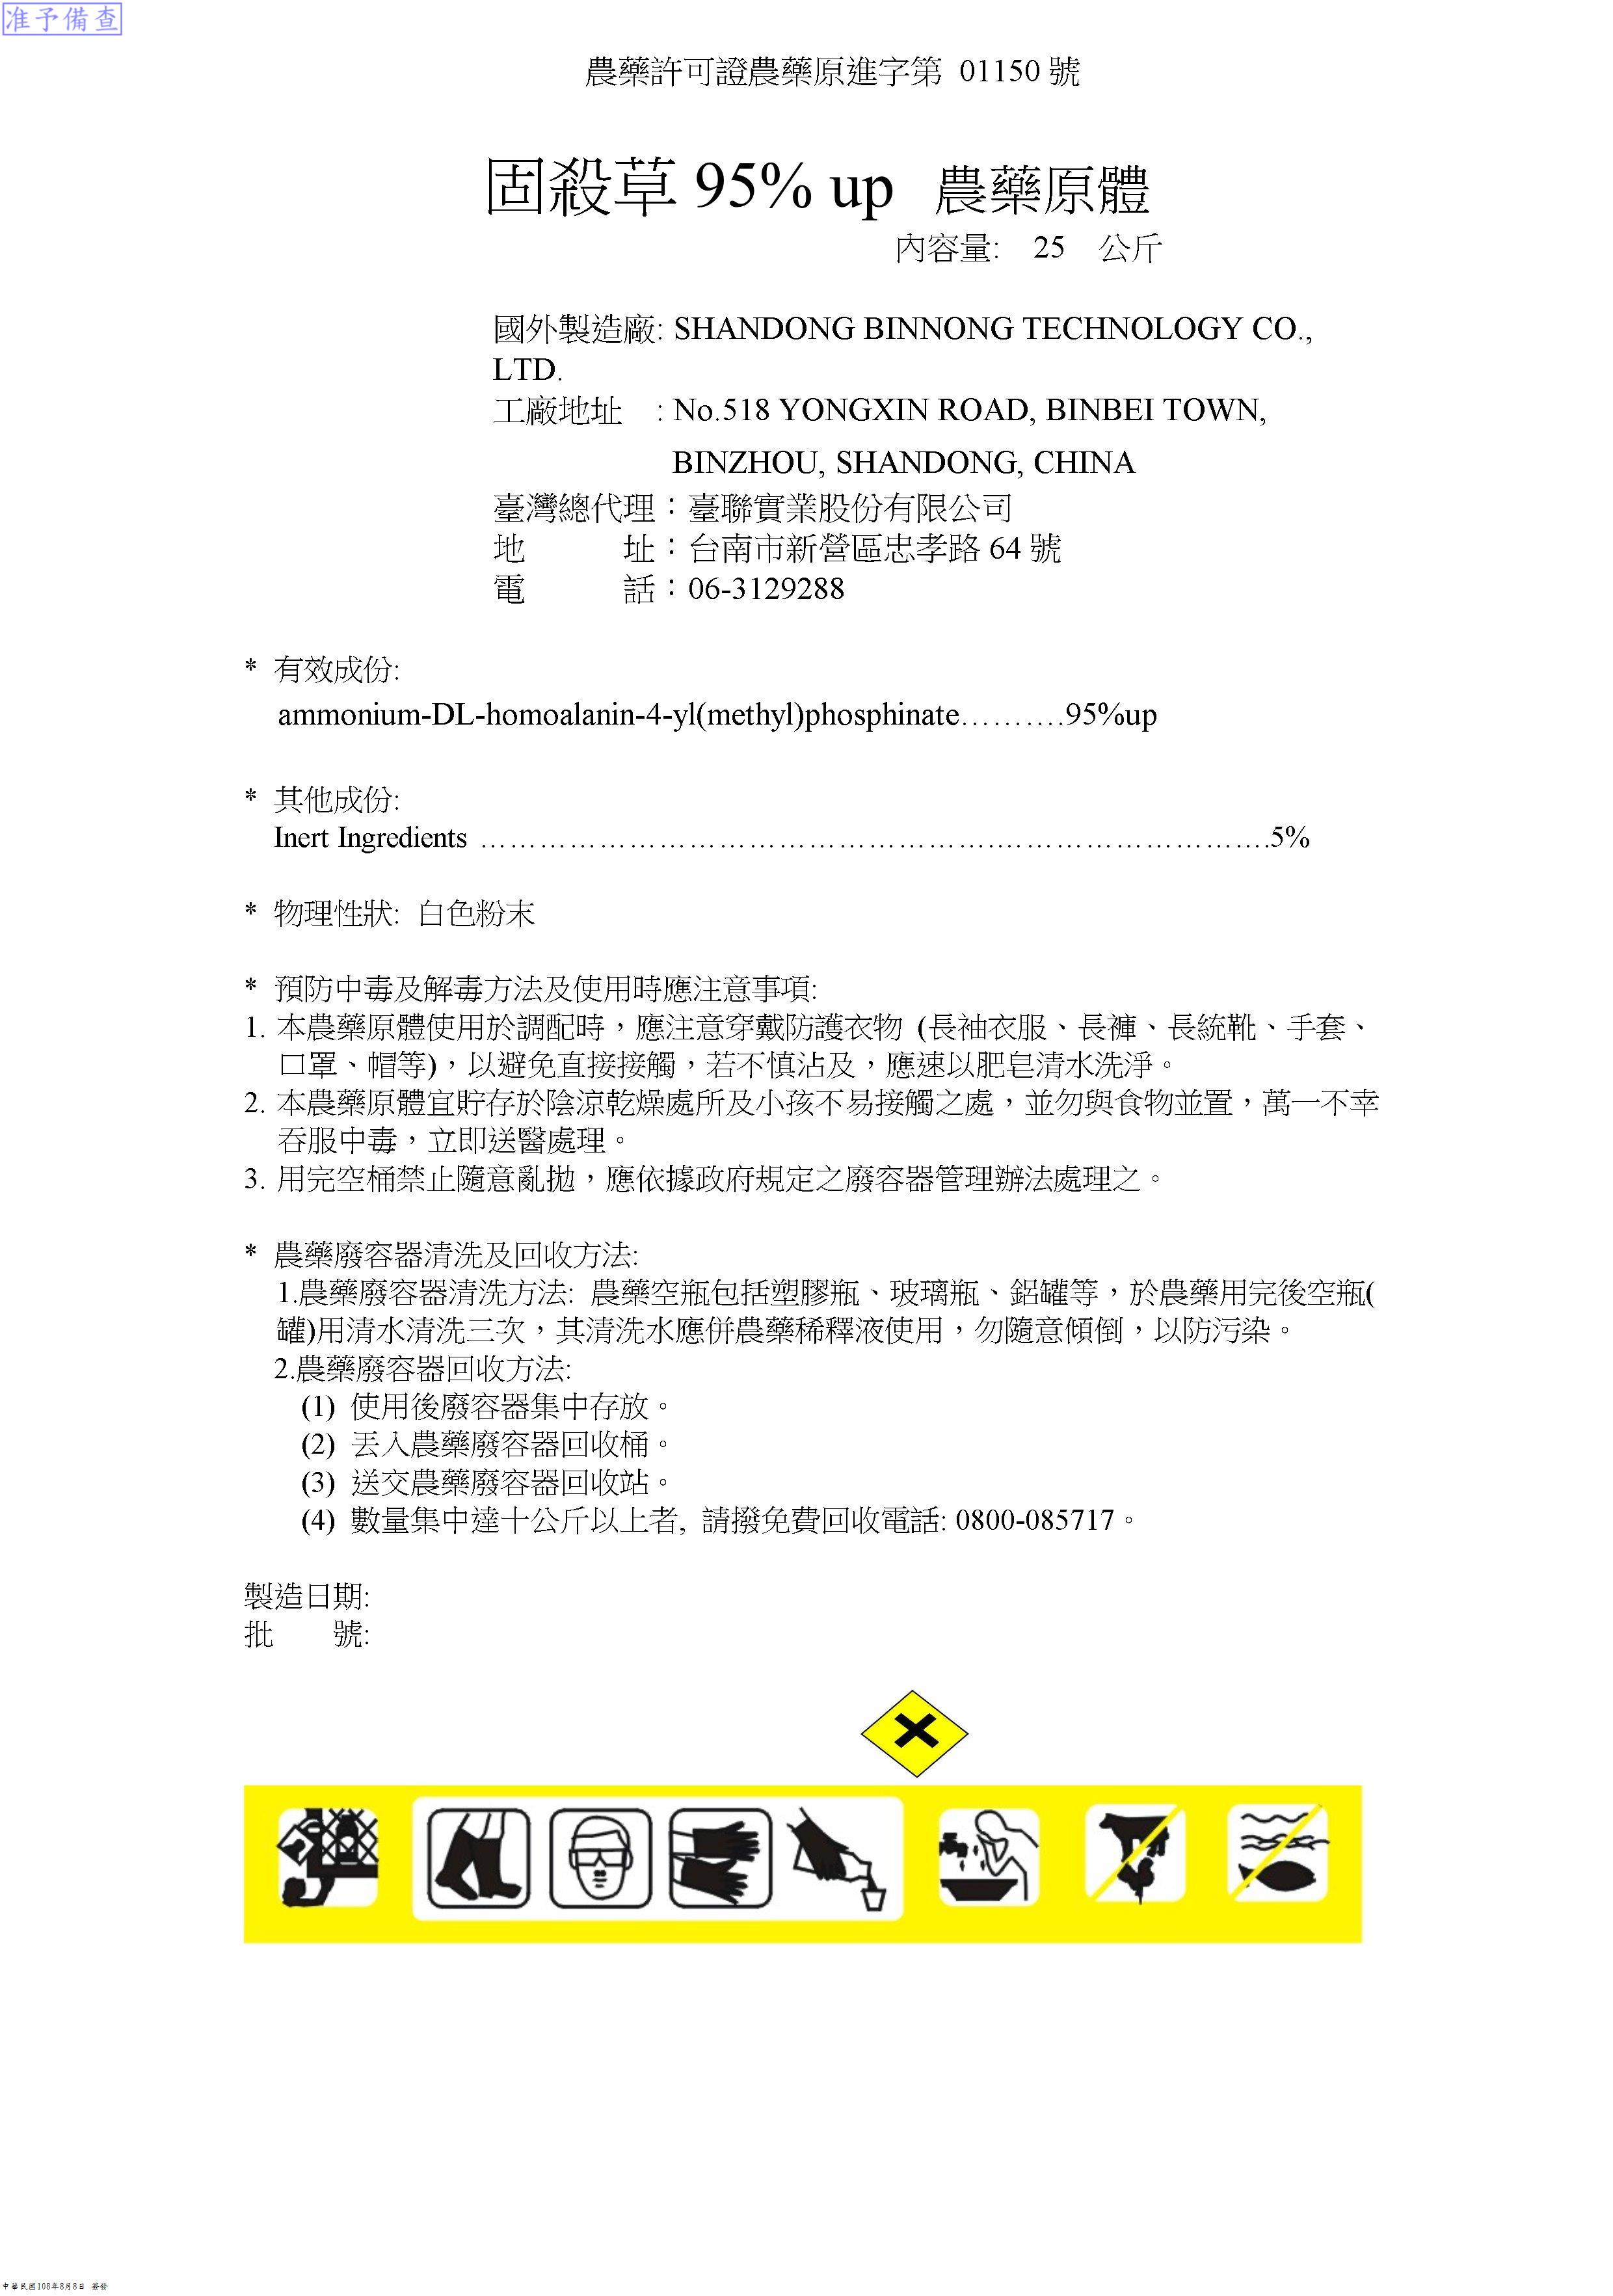 准予備查
農藥許可證農藥原進字第 01150 號
固殺草 95% up 農藥原體
內容量: 25 公斤
國外製造廠: SHANDONG BINNONG TECHNOLOGY CO.,
LTD.
工廠地址 : No.518 YONGXIN ROAD, BINBEI TOWN,
BINZHOU, SHANDONG, CHINA
臺灣總代理：臺聯實業股份有限公司
地 址：台南市新營區忠孝路 64 號
電 話：06-3129288
* 有效成份:
ammonium-DL-homoalanin-4-yl(methyl)phosphinate……….95%up
* 其他成份:
Inert Ingredients …………………………………………….……………………….5%
* 物理性狀: 白色粉末
* 預防中毒及解毒方法及使用時應注意事項:
1. 本農藥原體使用於調配時，應注意穿戴防護衣物 (長袖衣服、長褲、長統靴、手套、
口罩、帽等)，以避免直接接觸，若不慎沾及，應速以肥皂清水洗淨。
2. 本農藥原體宜貯存於陰涼乾燥處所及小孩不易接觸之處，並勿與食物並置，萬一不幸
吞服中毒，立即送醫處理。
3. 用完空桶禁止隨意亂拋，應依據政府規定之廢容器管理辦法處理之。
* 農藥廢容器清洗及回收方法:
1.農藥廢容器清洗方法: 農藥空瓶包括塑膠瓶、玻璃瓶、鋁罐等，於農藥用完後空瓶(
罐)用清水清洗三次，其清洗水應併農藥稀釋液使用，勿隨意傾倒，以防污染。
2.農藥廢容器回收方法:
(1) 使用後廢容器集中存放。
(2) 丟入農藥廢容器回收桶。
(3) 送交農藥廢容器回收站。
(4) 數量集中達十公斤以上者, 請撥免費回收電話: 0800-085717。
製造日期:
批 號:
中華民國108年8月8日 簽發